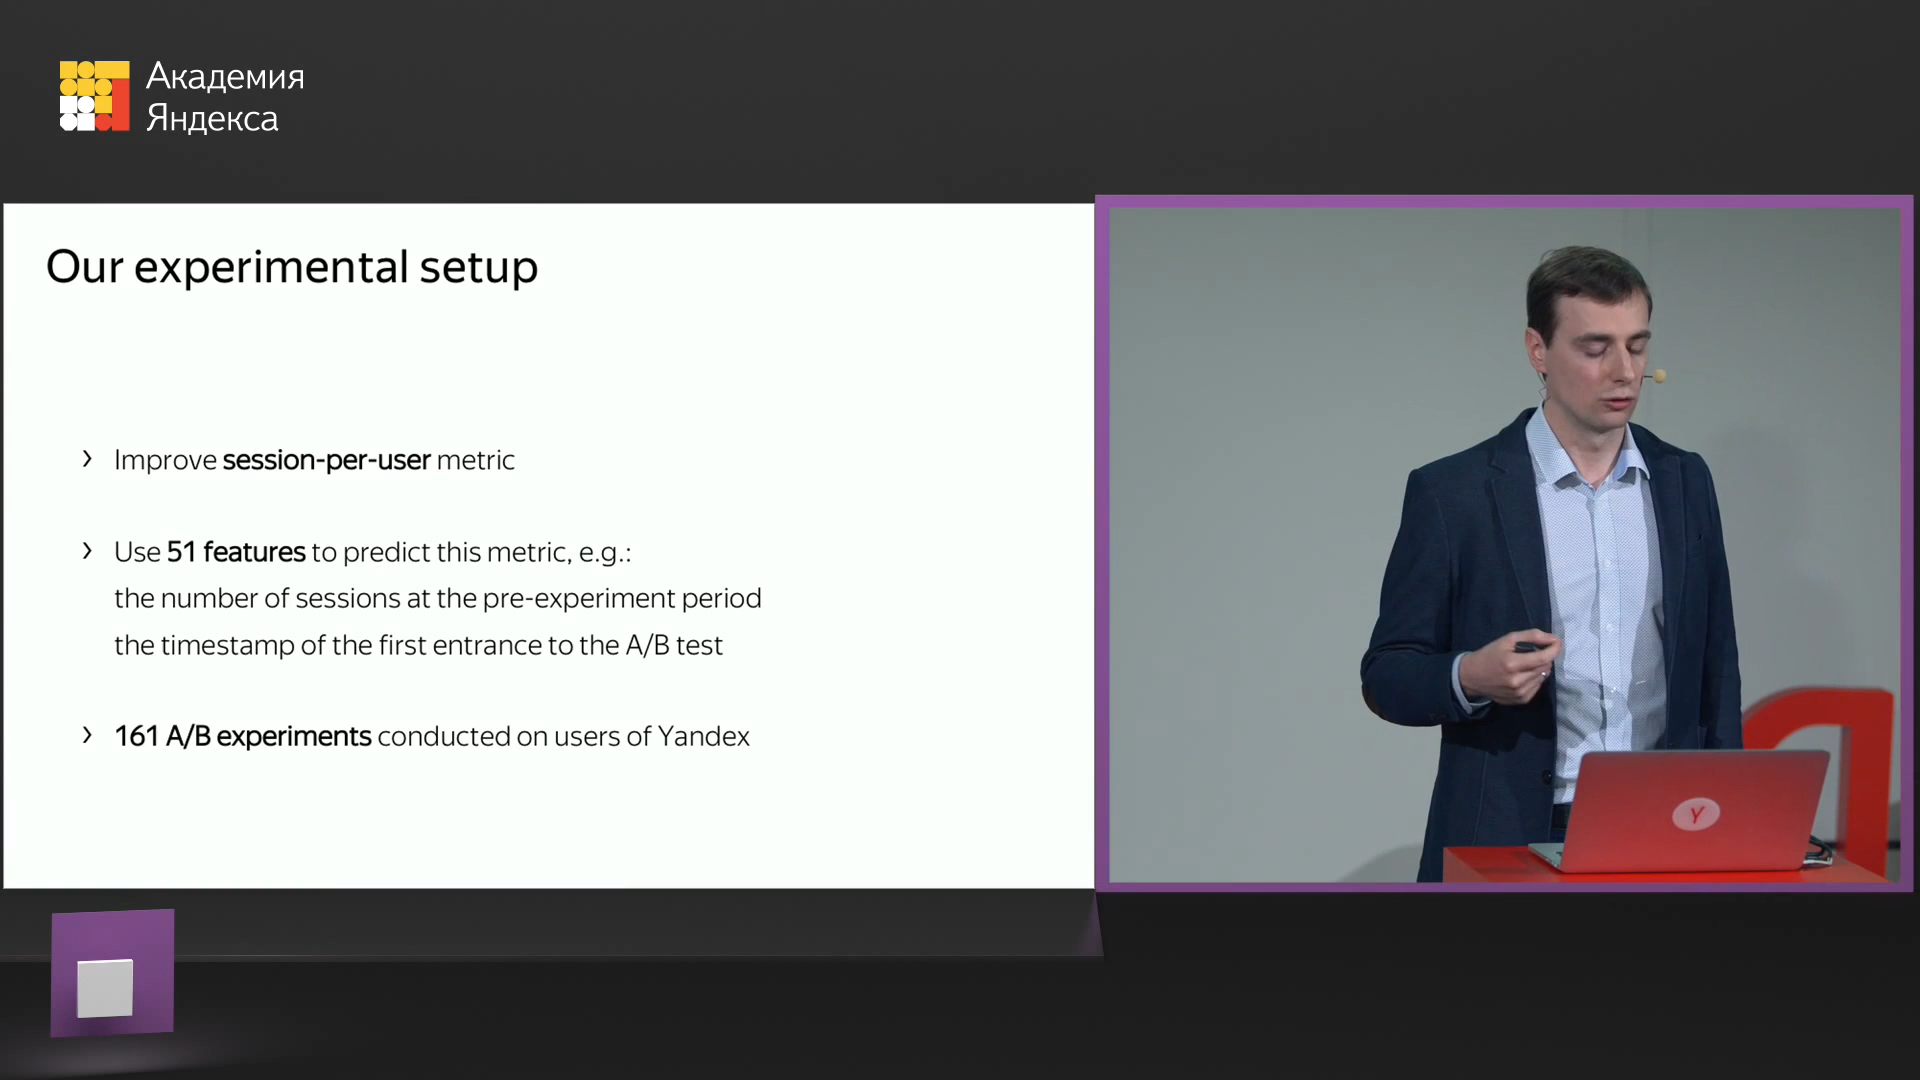 Академия
Яндекса
Our experimental setup
› Improve session-per-user metric
› Use 51 features to predict this metric, e.g.:
the number of sessions at the pre-experiment period
the timestamp of the first entrance to the A/B test
› 161 A/B experiments conducted on users of Yandex
Y